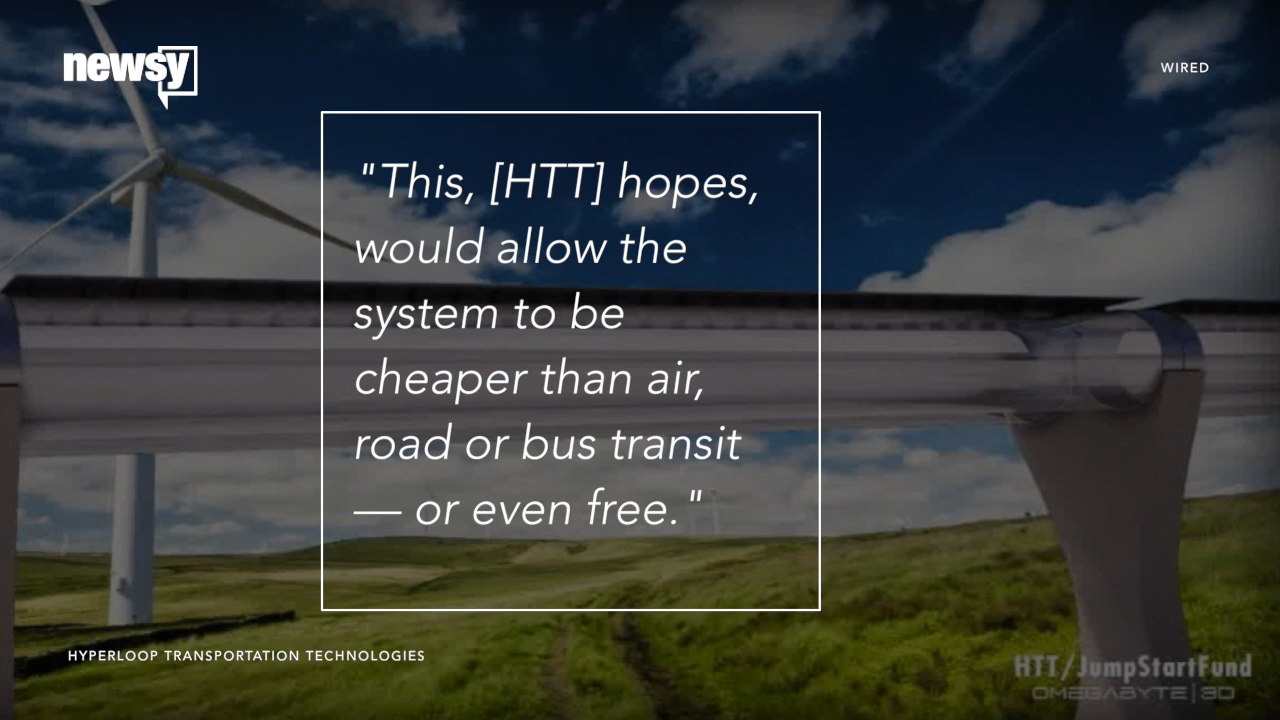 newsy
WIRED
"This, [HTT] hopes,
would allow the
system to be
cheaper than air,
road or bus transit
— or even free."
HYPERLOOP TRANSPORTATION TECHNOLOGIES
HTT/JumpStartFund
OMEGABYTE|3D